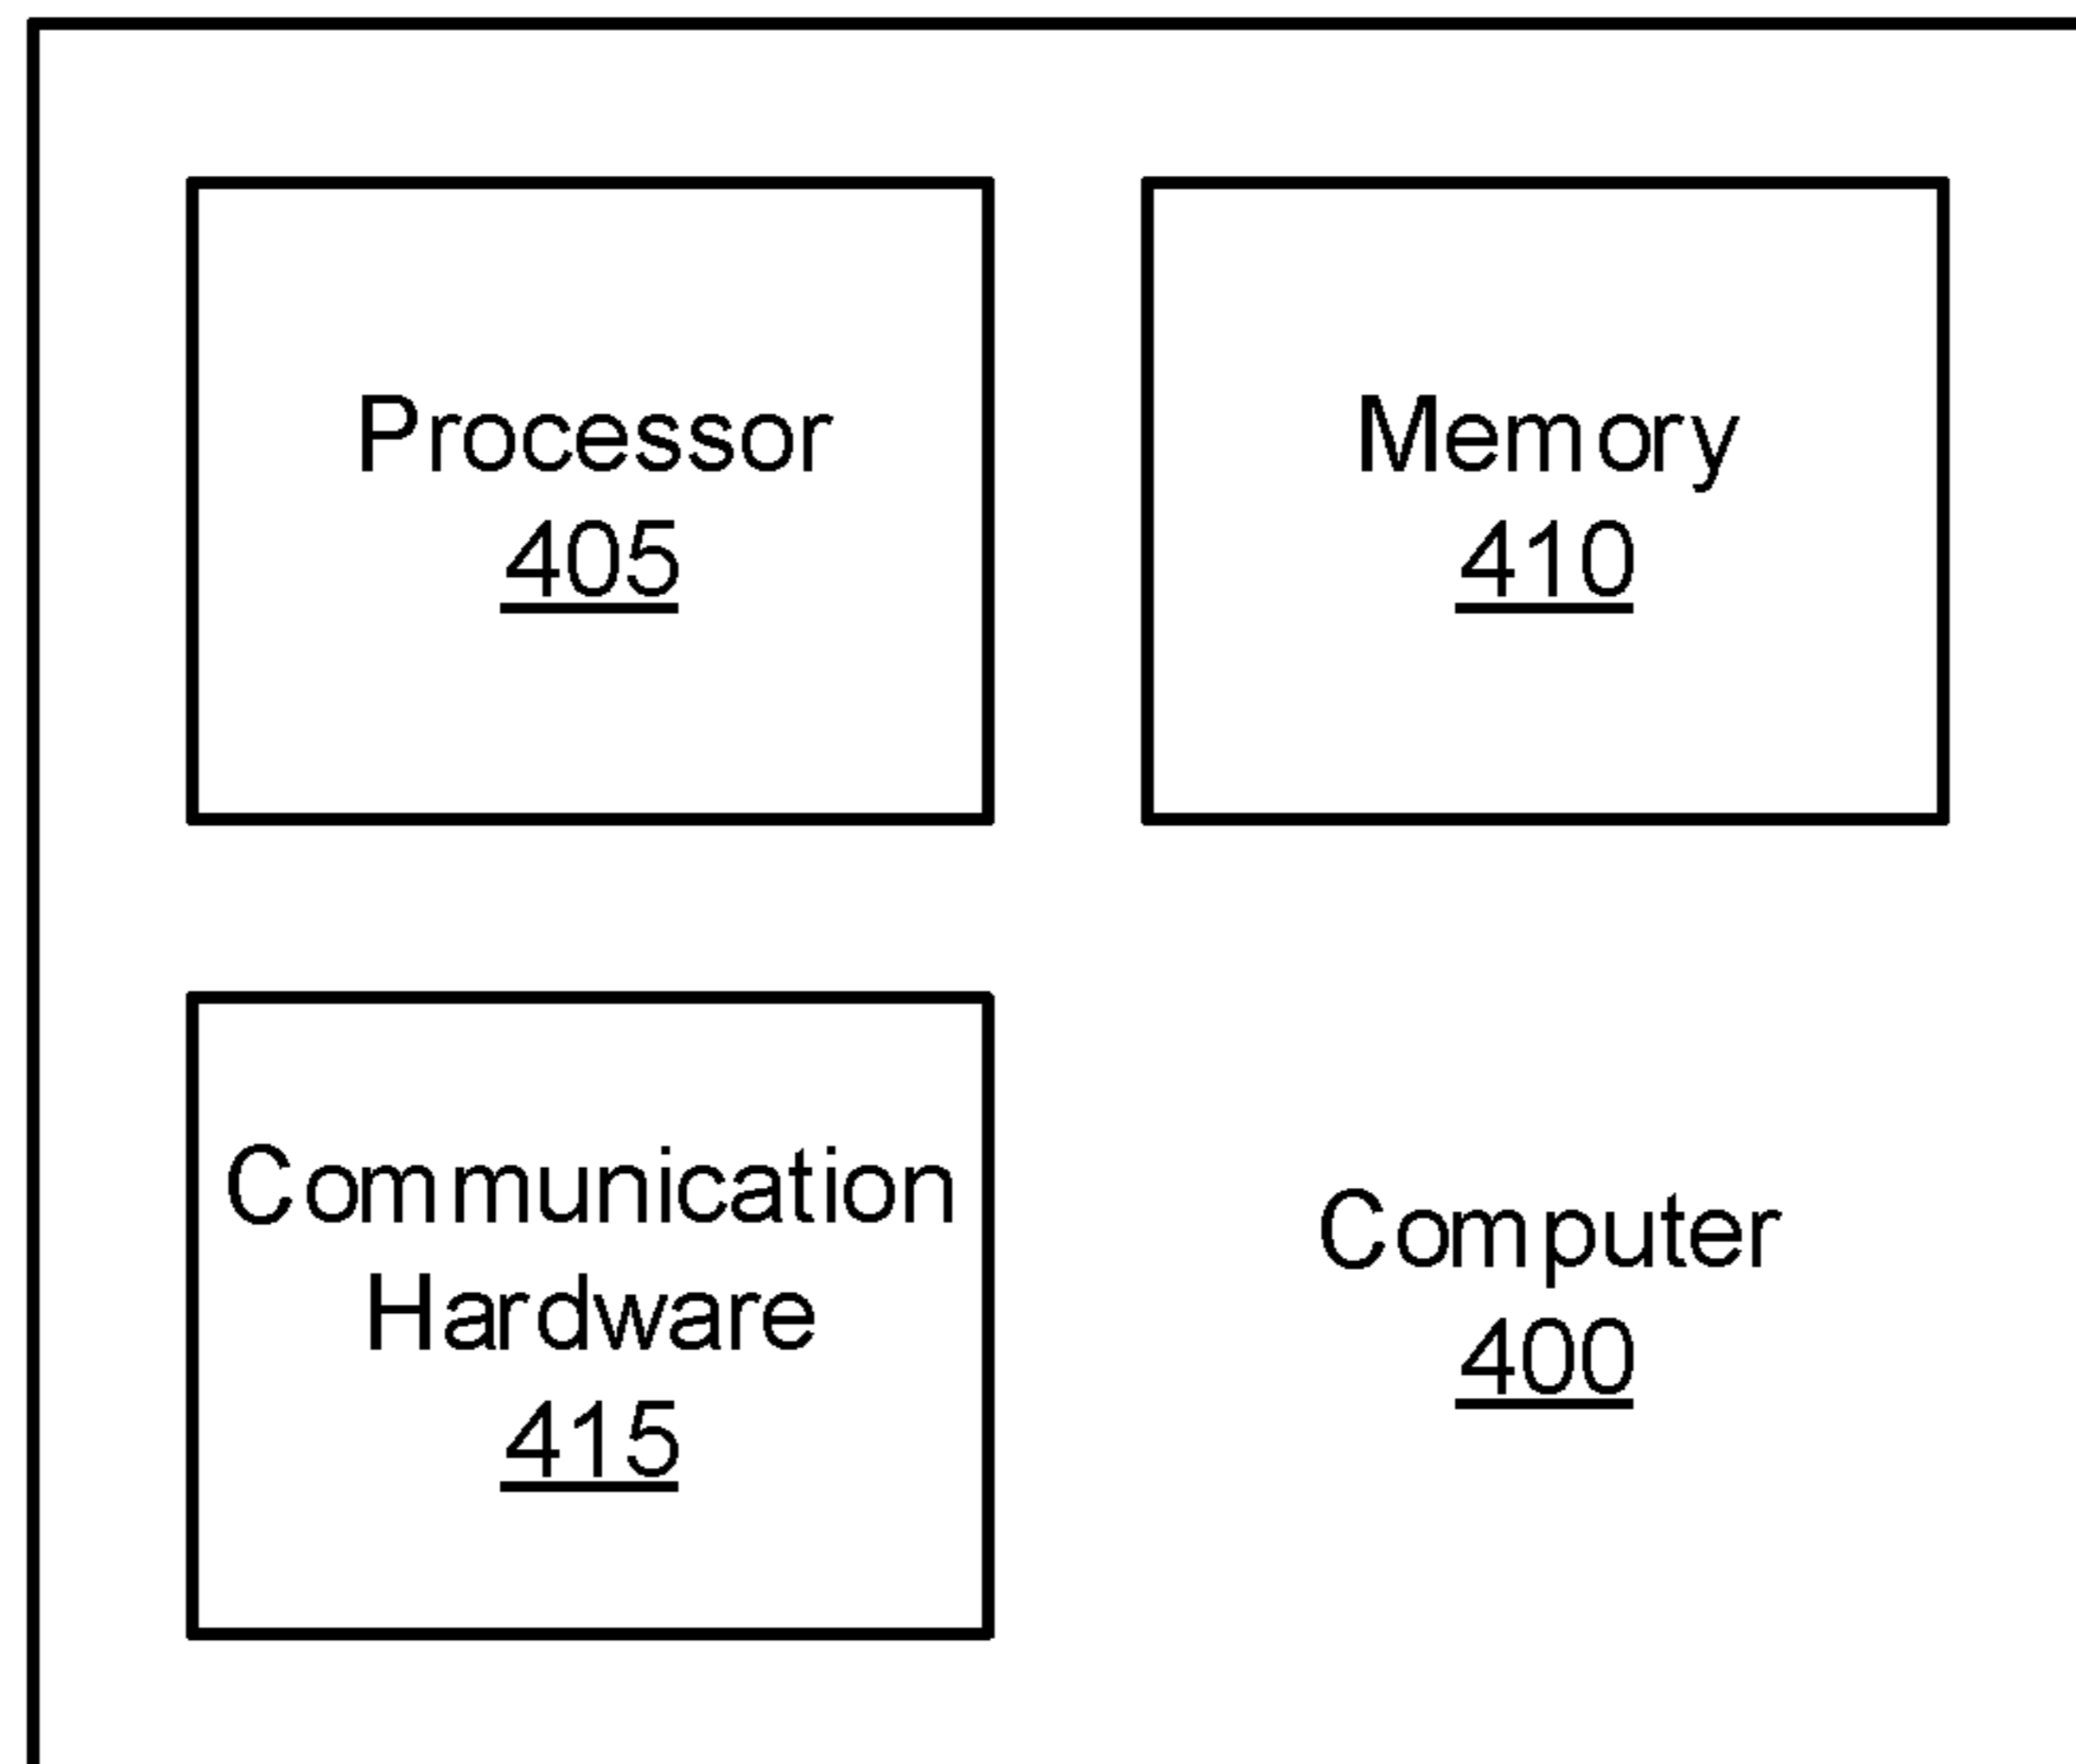 Processor
405
Memory
410
Communication
Hardware
415
Computer
400